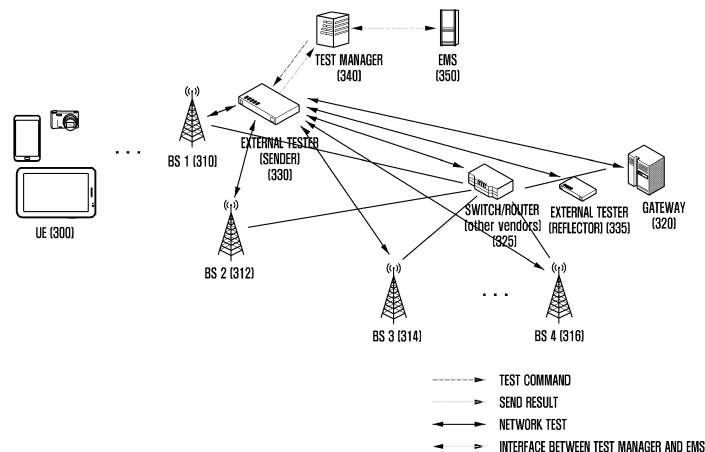 TEST MANAGER
(340)
EMS
(350)
BS 1 (310)
EXTERNAL TESTER
(SENDER)
(330)
UE (300)
BS 2 (312)
SWITCH/ROUTER
(other vendors)
(325)
EXTERNAL TESTER
(REFLECTOR) (335)
GATEWAY
(320)
. . .
BS 3 (314)
. . .
BS 4 (316)
TEST COMMAND
SEND RESULT
NETWORK TEST
INTERFACE BETWEEN TEST MANAGER AND EMS